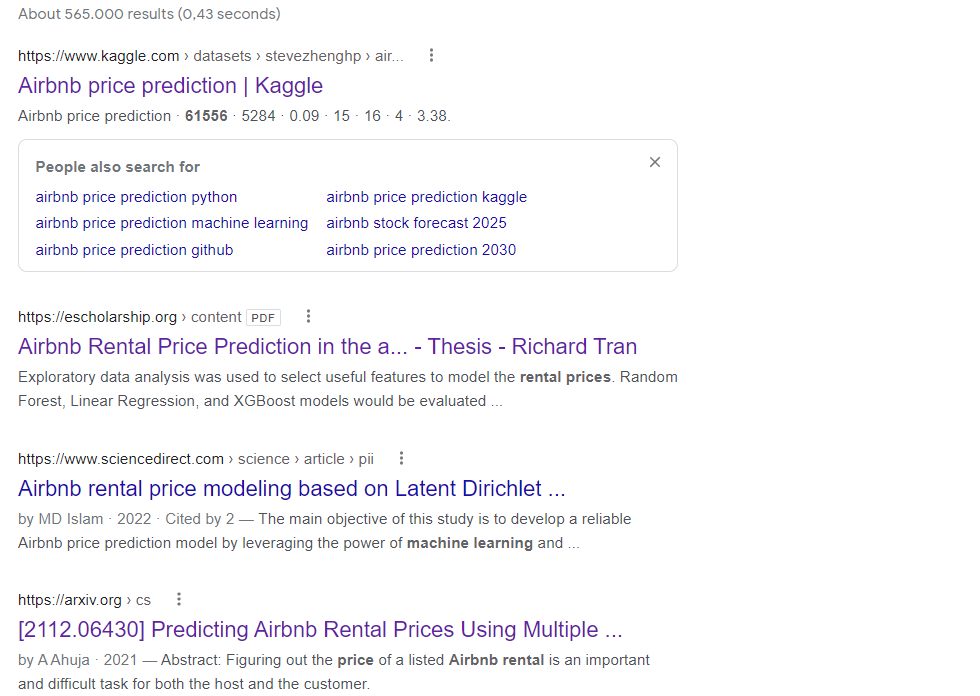 About 565.000 results (0,43 seconds)
https://www.kaggle.com › datasets › stevezhenghp › air...
Airbnb price prediction | Kaggle
Airbnb price prediction · 61556 · 5284 · 0.09 · 15 · 16 · 4 · 3.38.
People also search for
airbnb price prediction python
airbnb price prediction kaggle
airbnb price prediction machine learning
airbnb stock forecast 2025
airbnb price prediction github
airbnb price prediction 2030
https://escholarship.org › content PDF
Airbnb Rental Price Prediction in the a... - Thesis - Richard Tran
Exploratory data analysis was used to select useful features to model the rental prices. Random
Forest, Linear Regression, and XGBoost models would be evaluated ...
https://www.sciencedirect.com › science › article › pii
Airbnb rental price modeling based on Latent Dirichlet ...
by MD Islam · 2022 · Cited by 2 — The main objective of this study is to develop a reliable
Airbnb price prediction model by leveraging the power of machine learning and ...
https://arxiv.org › cs
[2112.06430] Predicting Airbnb Rental Prices Using Multiple ...
by A Ahuja · 2021 — Abstract: Figuring out the price of a listed Airbnb rental is an important
and difficult task for both the host and the customer.